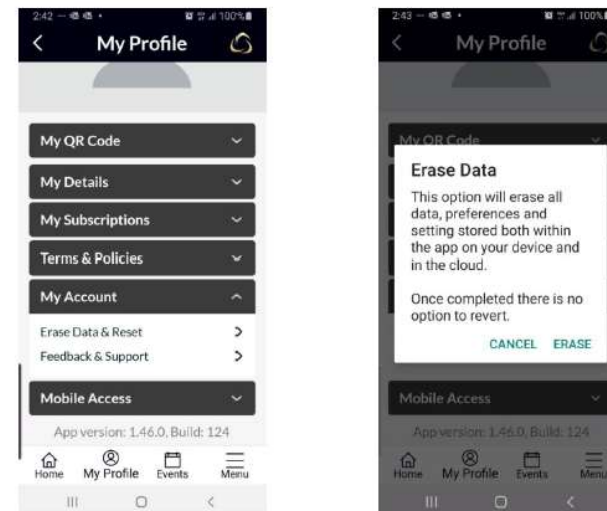 2:42
100%
My Profile
My QR Code
My Details
My Subscriptions
Terms & Policies
My Account
Erase Data & Reset
Feedback & Support
Mobile Access
App version: 1.46.0, Build: 124
Home My Profile Events Menu
2:43
100%
My Profile
My QR Code
Erase Data
This option will erase all
data, preferences and
setting stored both within
the app on your device and
in the cloud.
Once completed there is no
option to revert.
CANCEL ERASE
Mobile Access
App version: 1.46.0, Build: 124
Home My Profile Events Menu